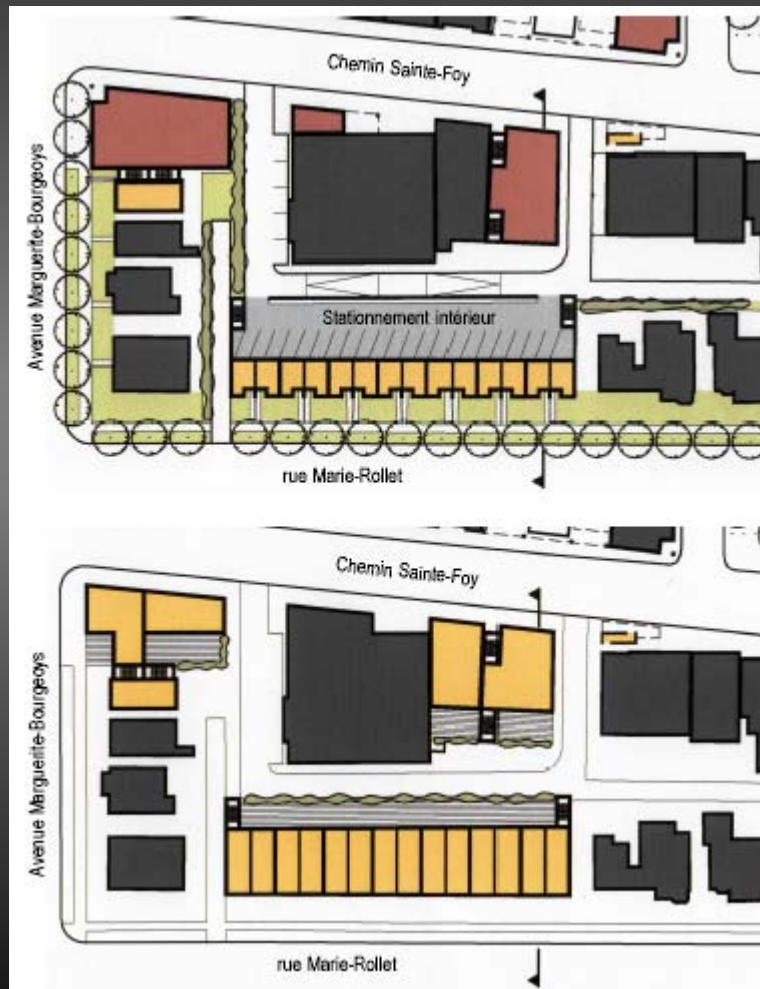 Chemin Sainte-Foy
Avenue Marguerite-Bourgeoys
Stationnement intérieur
rue Marie-Rollet
Chemin Sainte-Foy
Avenue Marguerite-Bourgeoys
rue Marie-Rollet